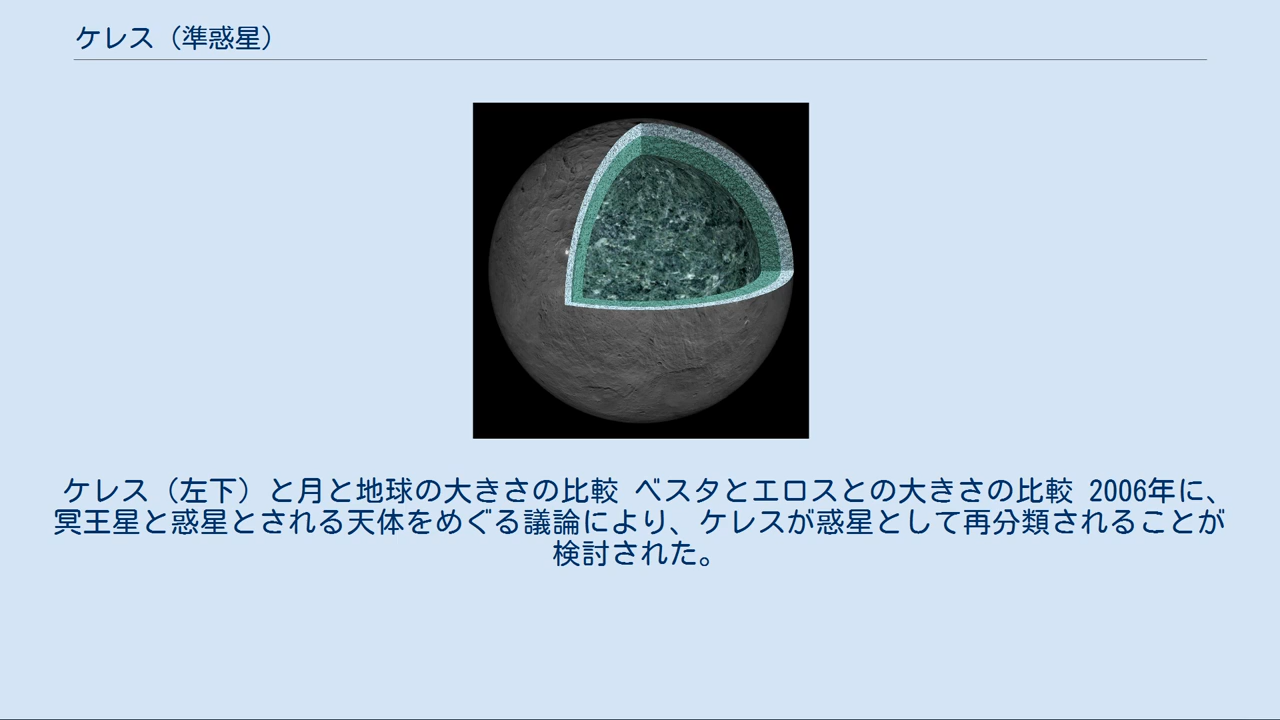 ケレス（準惑星）
ケレス（左下）と月と地球の大きさの比較 ベスタとエロスとの大きさの比較 2006年に、
冥王星と惑星とされる天体をめぐる議論により、ケレスが惑星として再分類されることが
検討された。